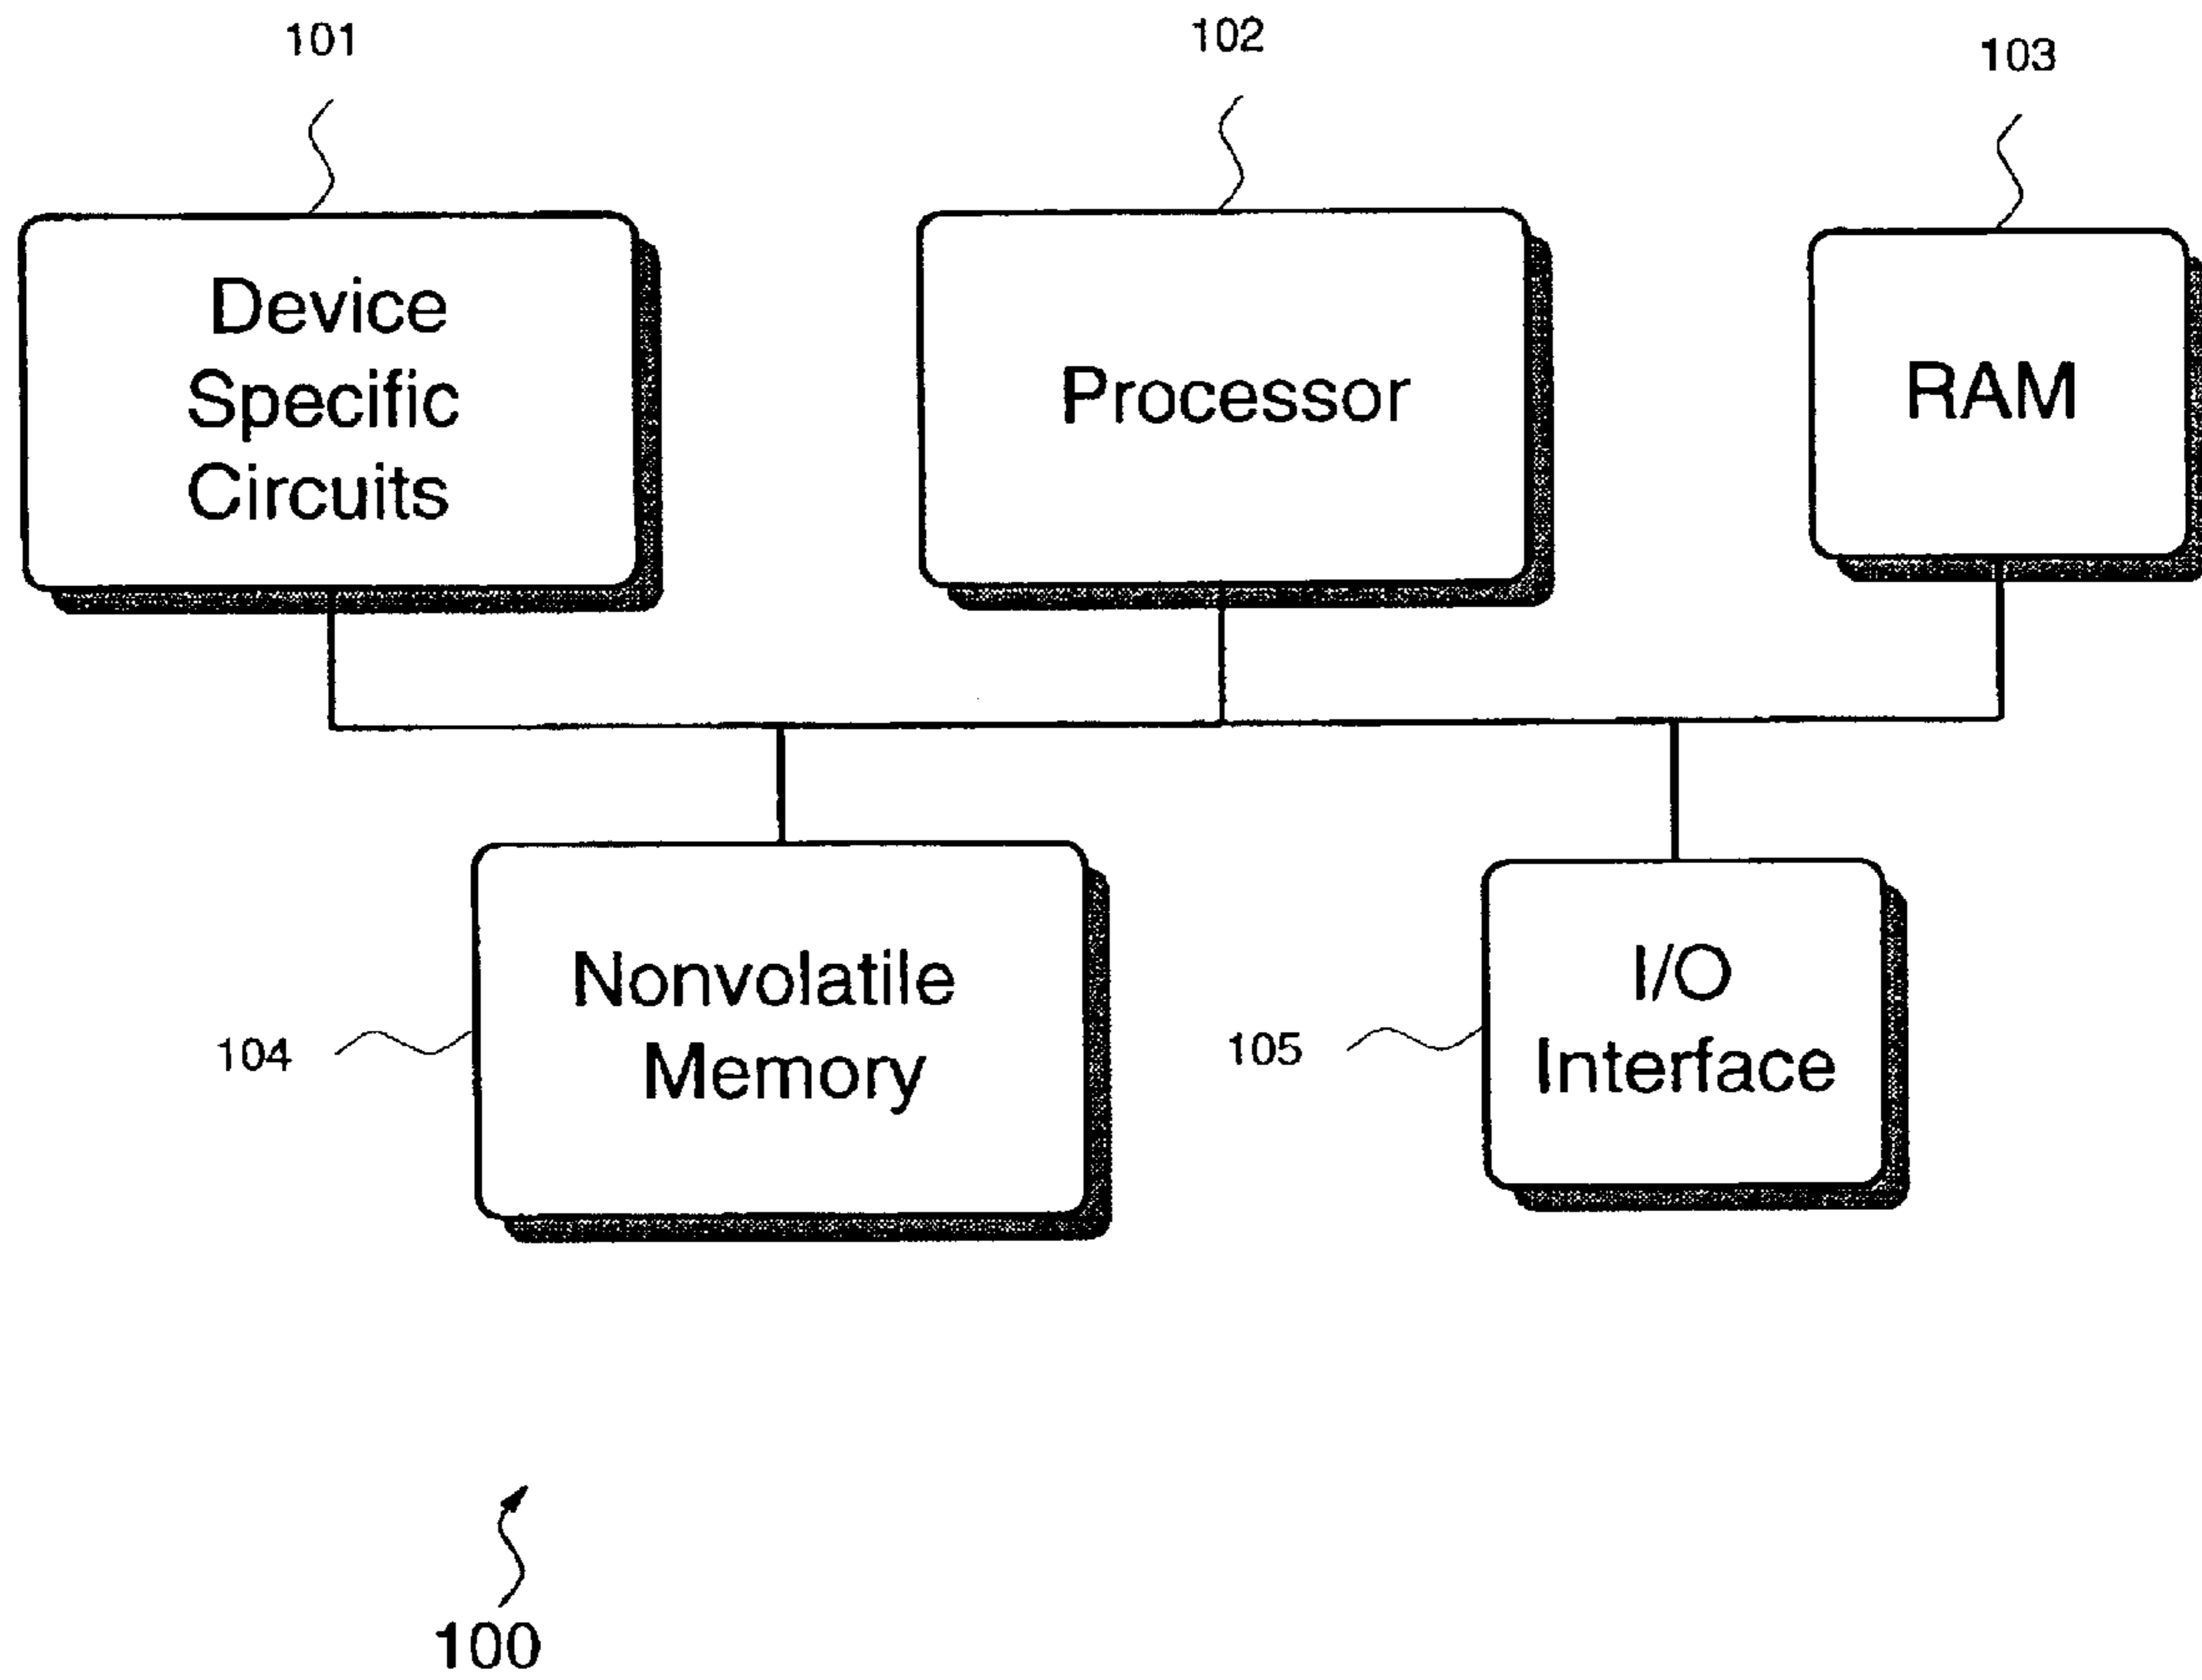 101
102
103
Device
Specific
Circuits
Processor
RAM
Nonvolatile
Memory
104
I/O
Interface
105
100